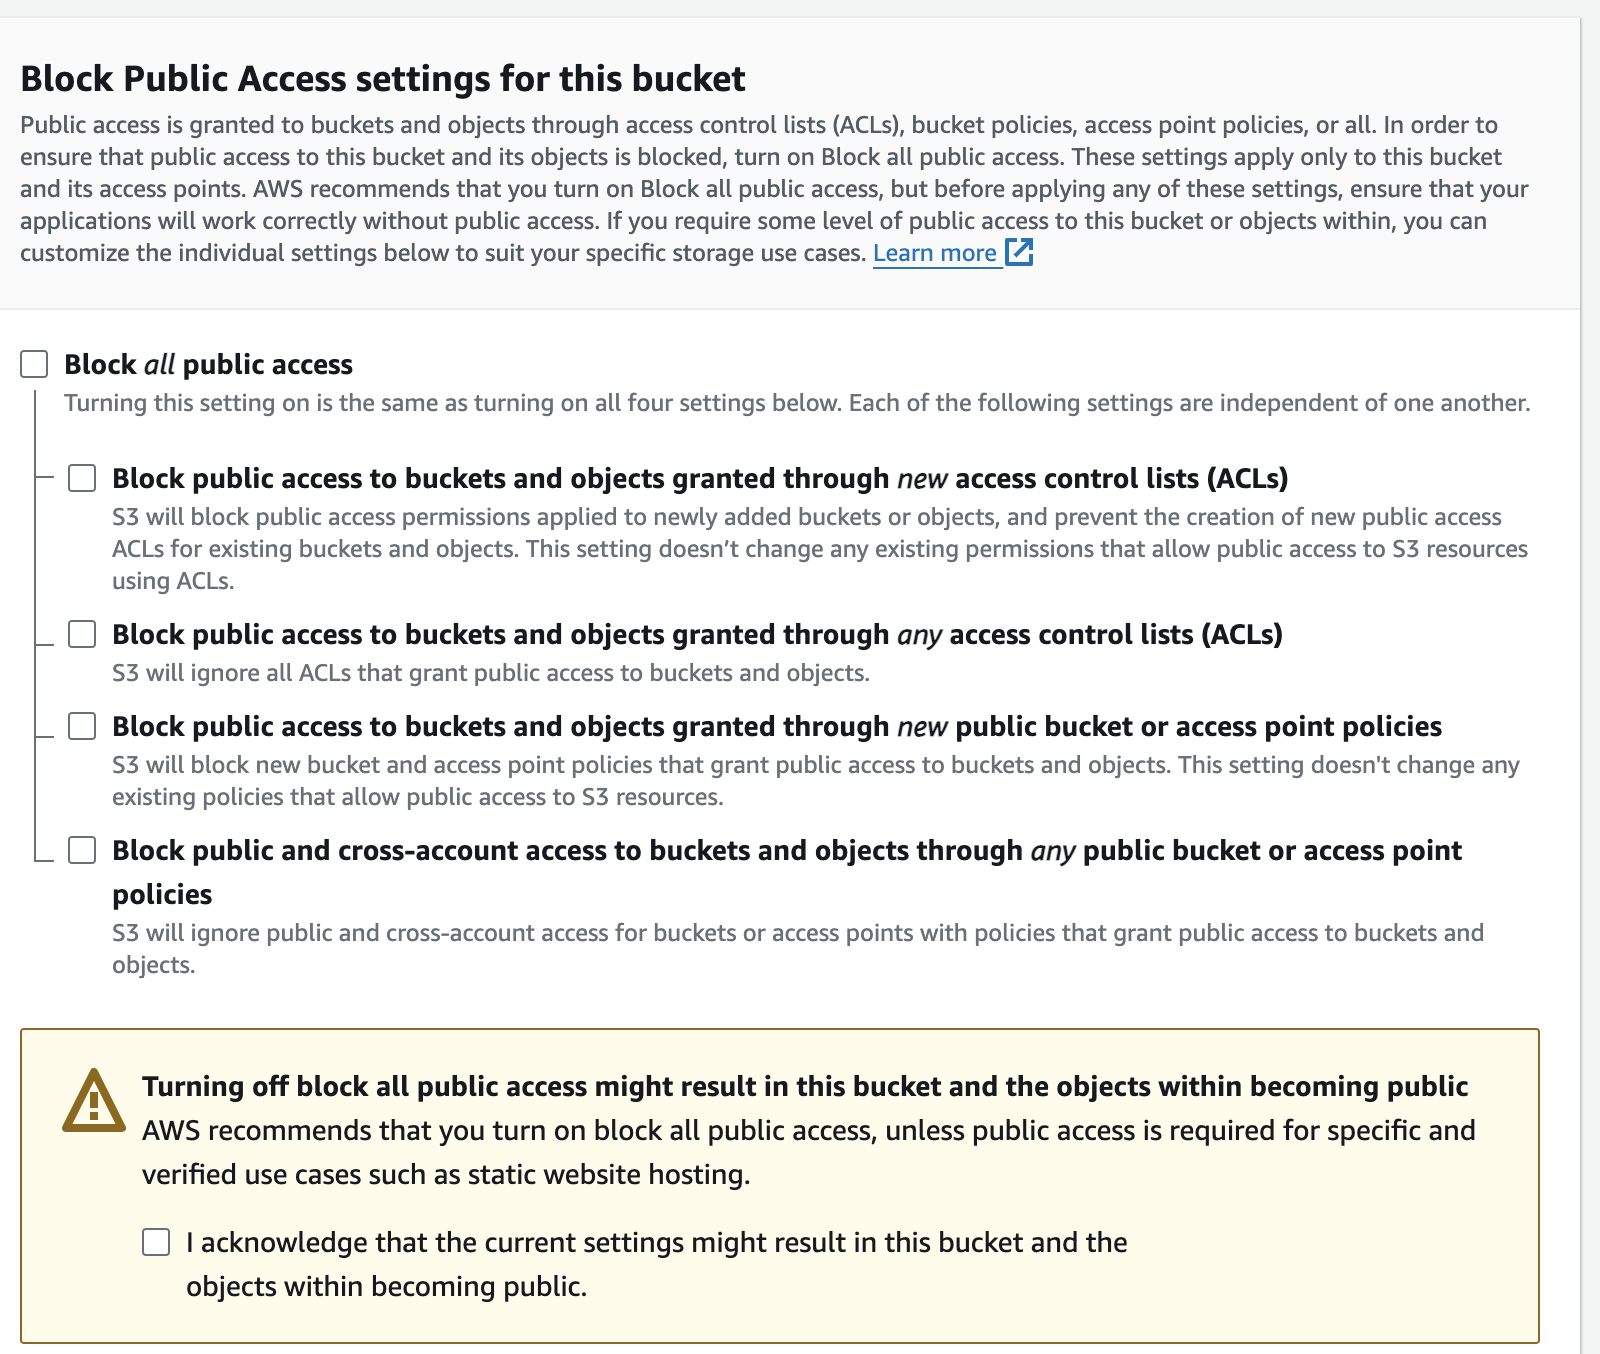 Block Public Access settings for this bucket
Public access is granted to buckets and objects through access control lists (ACLs), bucket policies, access point policies, or all. In order to
ensure that public access to this bucket and its objects is blocked, turn on Block all public access. These settings apply only to this bucket
and its access points. AWS recommends that you turn on Block all public access, but before applying any of these settings, ensure that your
applications will work correctly without public access. If you require some level of public access to this bucket or objects within, you can
customize the individual settings below to suit your specific storage use cases. Learn more
Block all public access
Turning this setting on is the same as turning on all four settings below. Each of the following settings are independent of one another.
Block public access to buckets and objects granted through new access control lists (ACLs)
S3 will block public access permissions applied to newly added buckets or objects, and prevent the creation of new public access
ACLs for existing buckets and objects. This setting doesn’t change any existing permissions that allow public access to S3 resources
using ACLs.
Block public access to buckets and objects granted through any access control lists (ACLs)
S3 will ignore all ACLs that grant public access to buckets and objects.
Block public access to buckets and objects granted through new public bucket or access point policies
S3 will block new bucket and access point policies that grant public access to buckets and objects. This setting doesn't change any
existing policies that allow public access to S3 resources.
Block public and cross-account access to buckets and objects through any public bucket or access point
policies
S3 will ignore public and cross-account access for buckets or access points with policies that grant public access to buckets and
objects.
Turning off block all public access might result in this bucket and the objects within becoming public
AWS recommends that you turn on block all public access, unless public access is required for specific and
verified use cases such as static website hosting.
I acknowledge that the current settings might result in this bucket and the
objects within becoming public.